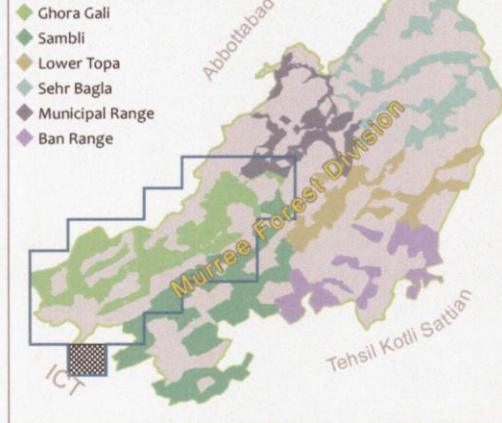 Ghora Gali
Sambli
Lower Topa
Sehr Bagla
Municipal Range
Ban Range
Abbottabad
Murree Forest Division
Tehsil Kotli Sattian
ICT